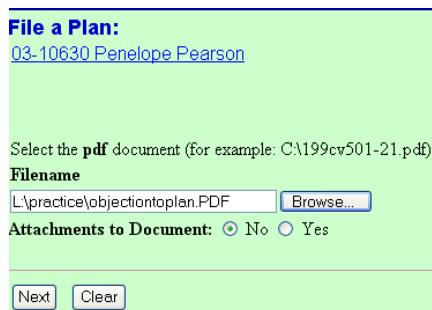 File a Plan:
03-10630 Penelope Pearson
Select the pdf document (for example: C:\199cv501-21.pdf)
Filename
L:\practice\objectiontoplan.PDF Browse...
Attachments to Document: No Yes
Next Clear